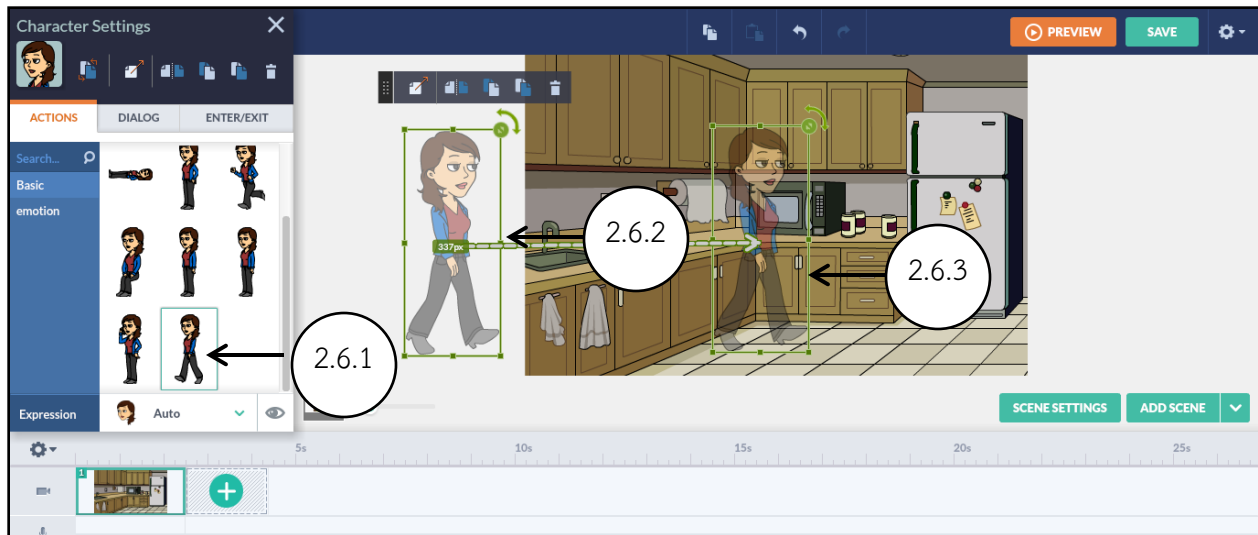 Character Settings
PREVIEW
SAVE
ACTIONS
DIALOG
ENTER/EXIT
Search...
Basic
emotion
337px
2.6.2
2.6.3
2.6.1
Expression
Auto
SCENE SETTINGS
ADD SCENE
5s
10s
15s
20s
25s
1